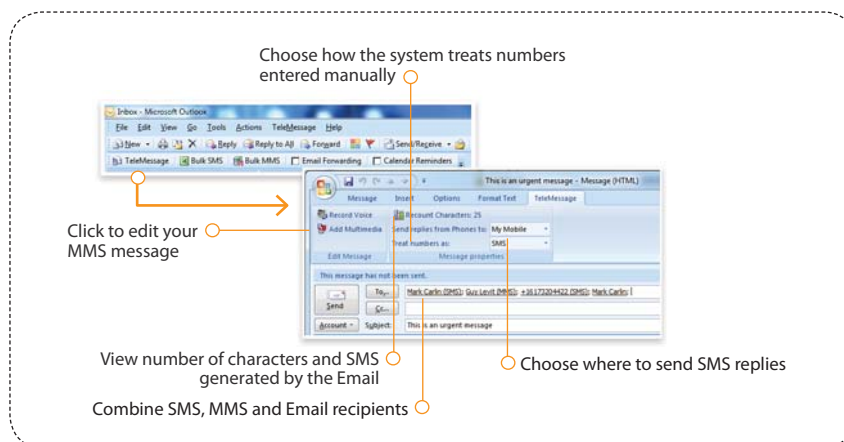 Choose how the system treats numbers
entered manually
Inbox - Microsoft Outlook
File Edit View Go Tools Actions TeleMessage Help
New Reply Reply to All Forward Send/Receive
TeleMessage Bulk SMS Bulk MMS Email Forwarding Calendar Reminders
This is an urgent message - Message (HTML)
Message Insert Options Format Text TeleMessage
Record Voice Recount Characters: 25
Add Multimedia Send replies from Phones to: My Mobile
Treat numbers as: SMS
Edit Message Message properties
Click to edit your
MMS message
This message has not been sent.
To... Mark Carlin (SMS); Guy Levit (MMS); +16173204422 (SMS); Mark Carlin;
Send Cc...
Account Subject: This is an urgent message
View number of characters and SMS
generated by the Email
Choose where to send SMS replies
Combine SMS, MMS and Email recipients